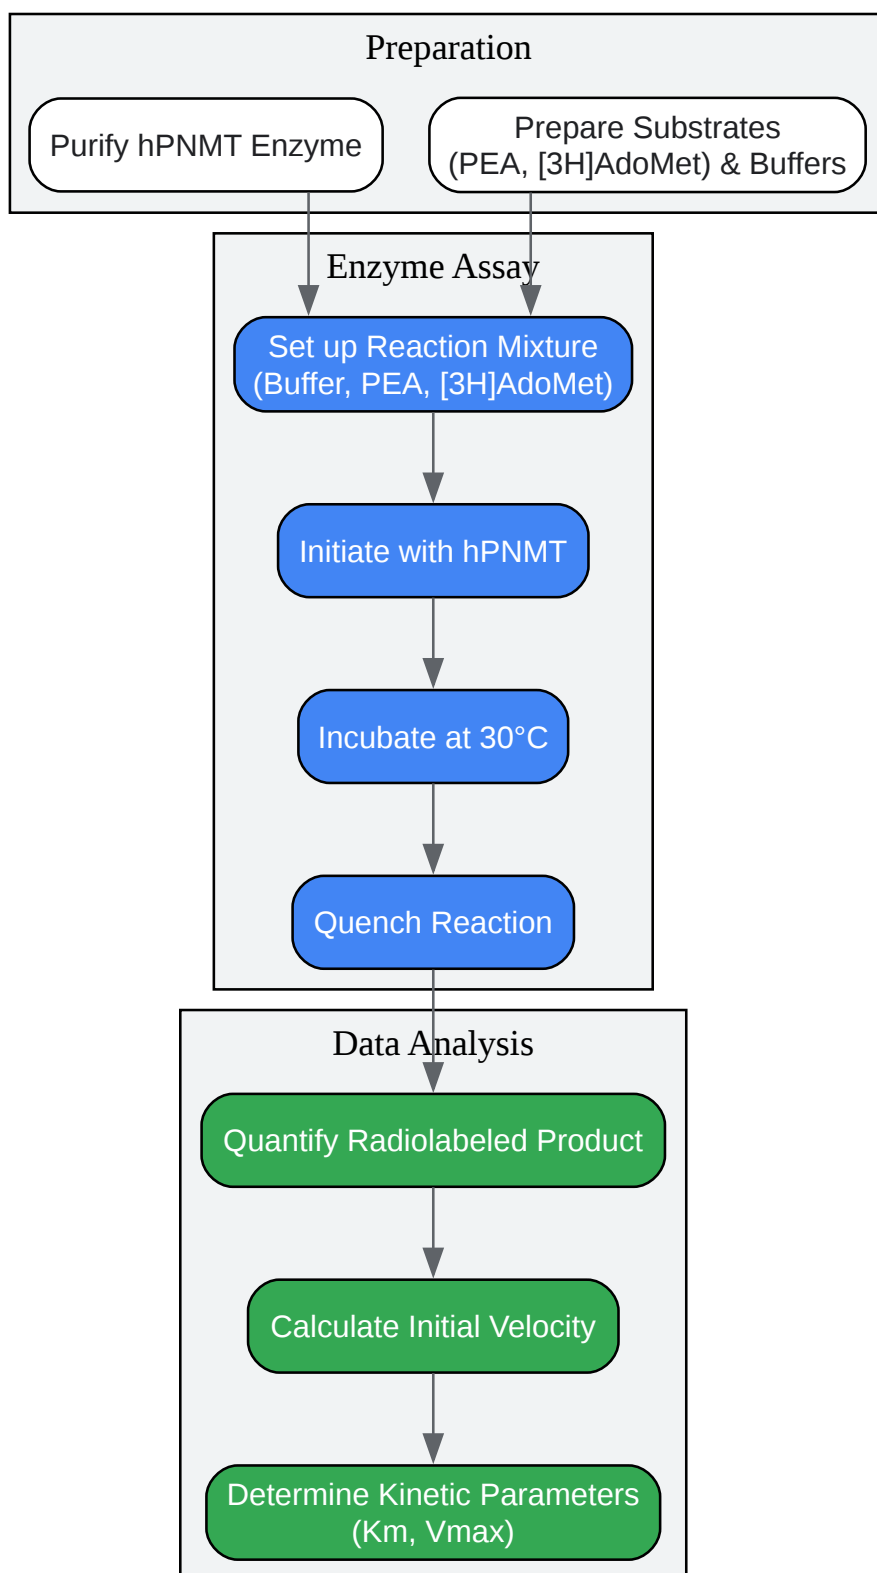 Preparation
Purify hPNMT Enzyme
Prepare Substrates
(PEA, [3H]AdoMet) & Buffers
Enzyme Assay
Set up Reaction Mixture
(Buffer, PEA, [3H]AdoMet)
Initiate with hPNMT
Incubate at 30°C
Quench Reaction
Data Analysis
Quantify Radiolabeled Product
Calculate Initial Velocity
Determine Kinetic Parameters
(Km, Vmax)